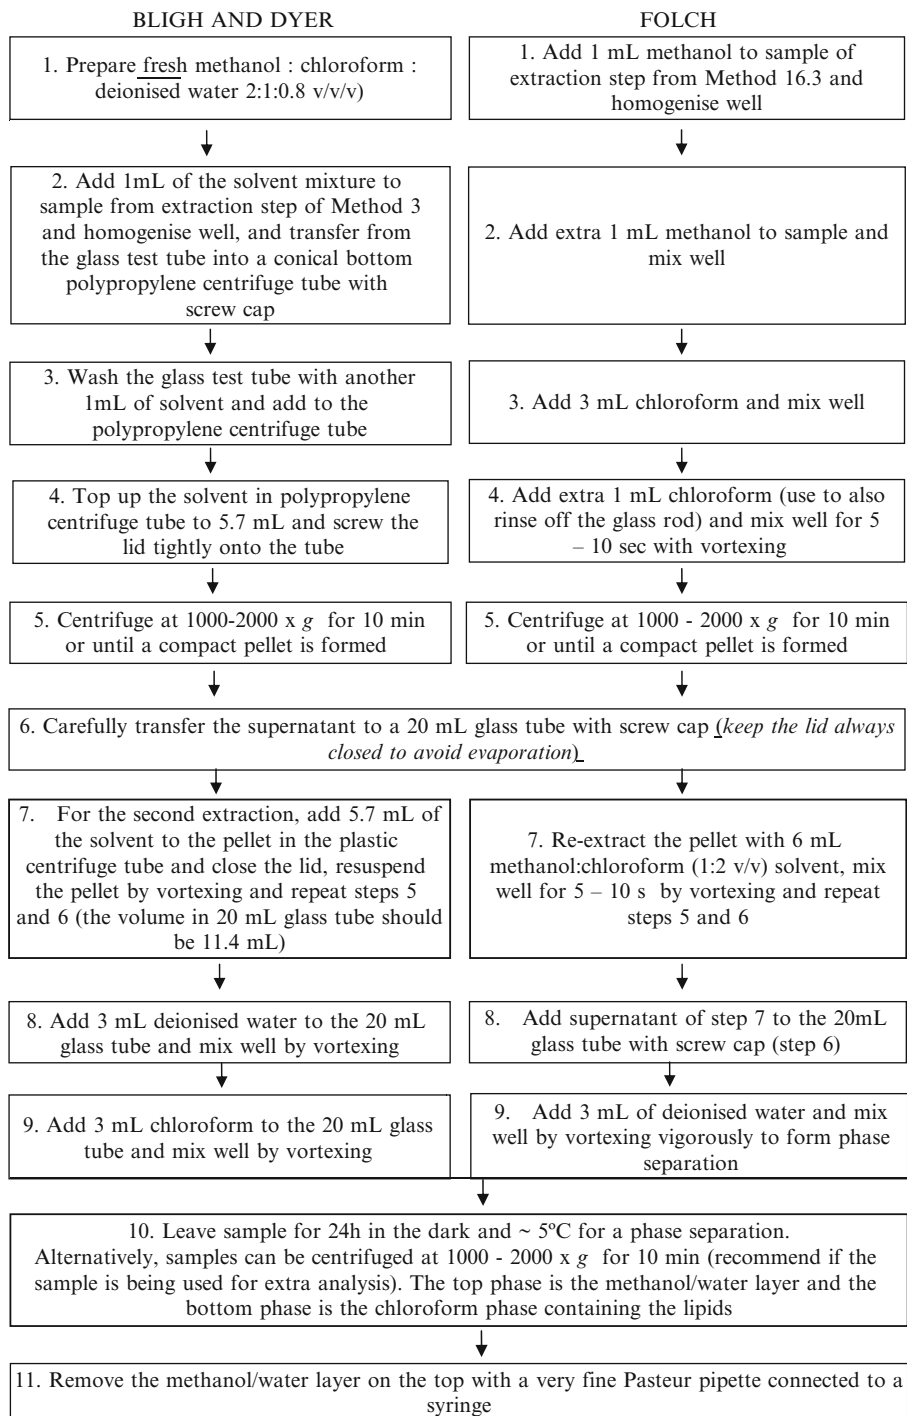 BLIGH AND DYER
1. Prepare fresh methanol : chloroform :
deionised water 2:1:0.8 v/v/v)
2. Add 1mL of the solvent mixture to
sample from extraction step of Method 3
and homogenise well, and transfer from
the glass test tube into a conical bottom
polypropylene centrifuge tube with
screw cap
3. Wash the glass test tube with another
1mL of solvent and add to the
polypropylene centrifuge tube
4. Top up the solvent in polypropylene
centrifuge tube to 5.7 mL and screw the
lid tightly onto the tube
5. Centrifuge at 1000-2000 x g for 10 min
or until a compact pellet is formed
FOLCH
1. Add 1 mL methanol to sample of
extraction step from Method 16.3 and
homogenise well
2. Add extra 1 mL methanol to sample and
mix well
3. Add 3 mL chloroform and mix well
4. Add extra 1 mL chloroform (use to also
rinse off the glass rod) and mix well for 5
– 10 sec with vortexing
5. Centrifuge at 1000 - 2000 x g for 10 min
or until a compact pellet is formed
6. Carefully transfer the supernatant to a 20 mL glass tube with screw cap (keep the lid always
closed to avoid evaporation)
7. For the second extraction, add 5.7 mL of
the solvent to the pellet in the plastic
centrifuge tube and close the lid, resuspend
the pellet by vortexing and repeat steps 5
and 6 (the volume in 20 mL glass tube should
be 11.4 mL)
8. Add 3 mL deionised water to the 20 mL
glass tube and mix well by vortexing
9. Add 3 mL chloroform to the 20 mL glass
tube and mix well by vortexing
7. Re-extract the pellet with 6 mL
methanol:chloroform (1:2 v/v) solvent, mix
well for 5 – 10 s by vortexing and repeat
steps 5 and 6
8. Add supernatant of step 7 to the 20mL
glass tube with screw cap (step 6)
9. Add 3 mL of deionised water and mix
well by vortexing vigorously to form phase
separation
10. Leave sample for 24h in the dark and ~ 5ºC for a phase separation.
Alternatively, samples can be centrifuged at 1000 - 2000 x g for 10 min (recommend if the
sample is being used for extra analysis). The top phase is the methanol/water layer and the
bottom phase is the chloroform phase containing the lipids
11. Remove the methanol/water layer on the top with a very fine Pasteur pipette connected to a
syringe